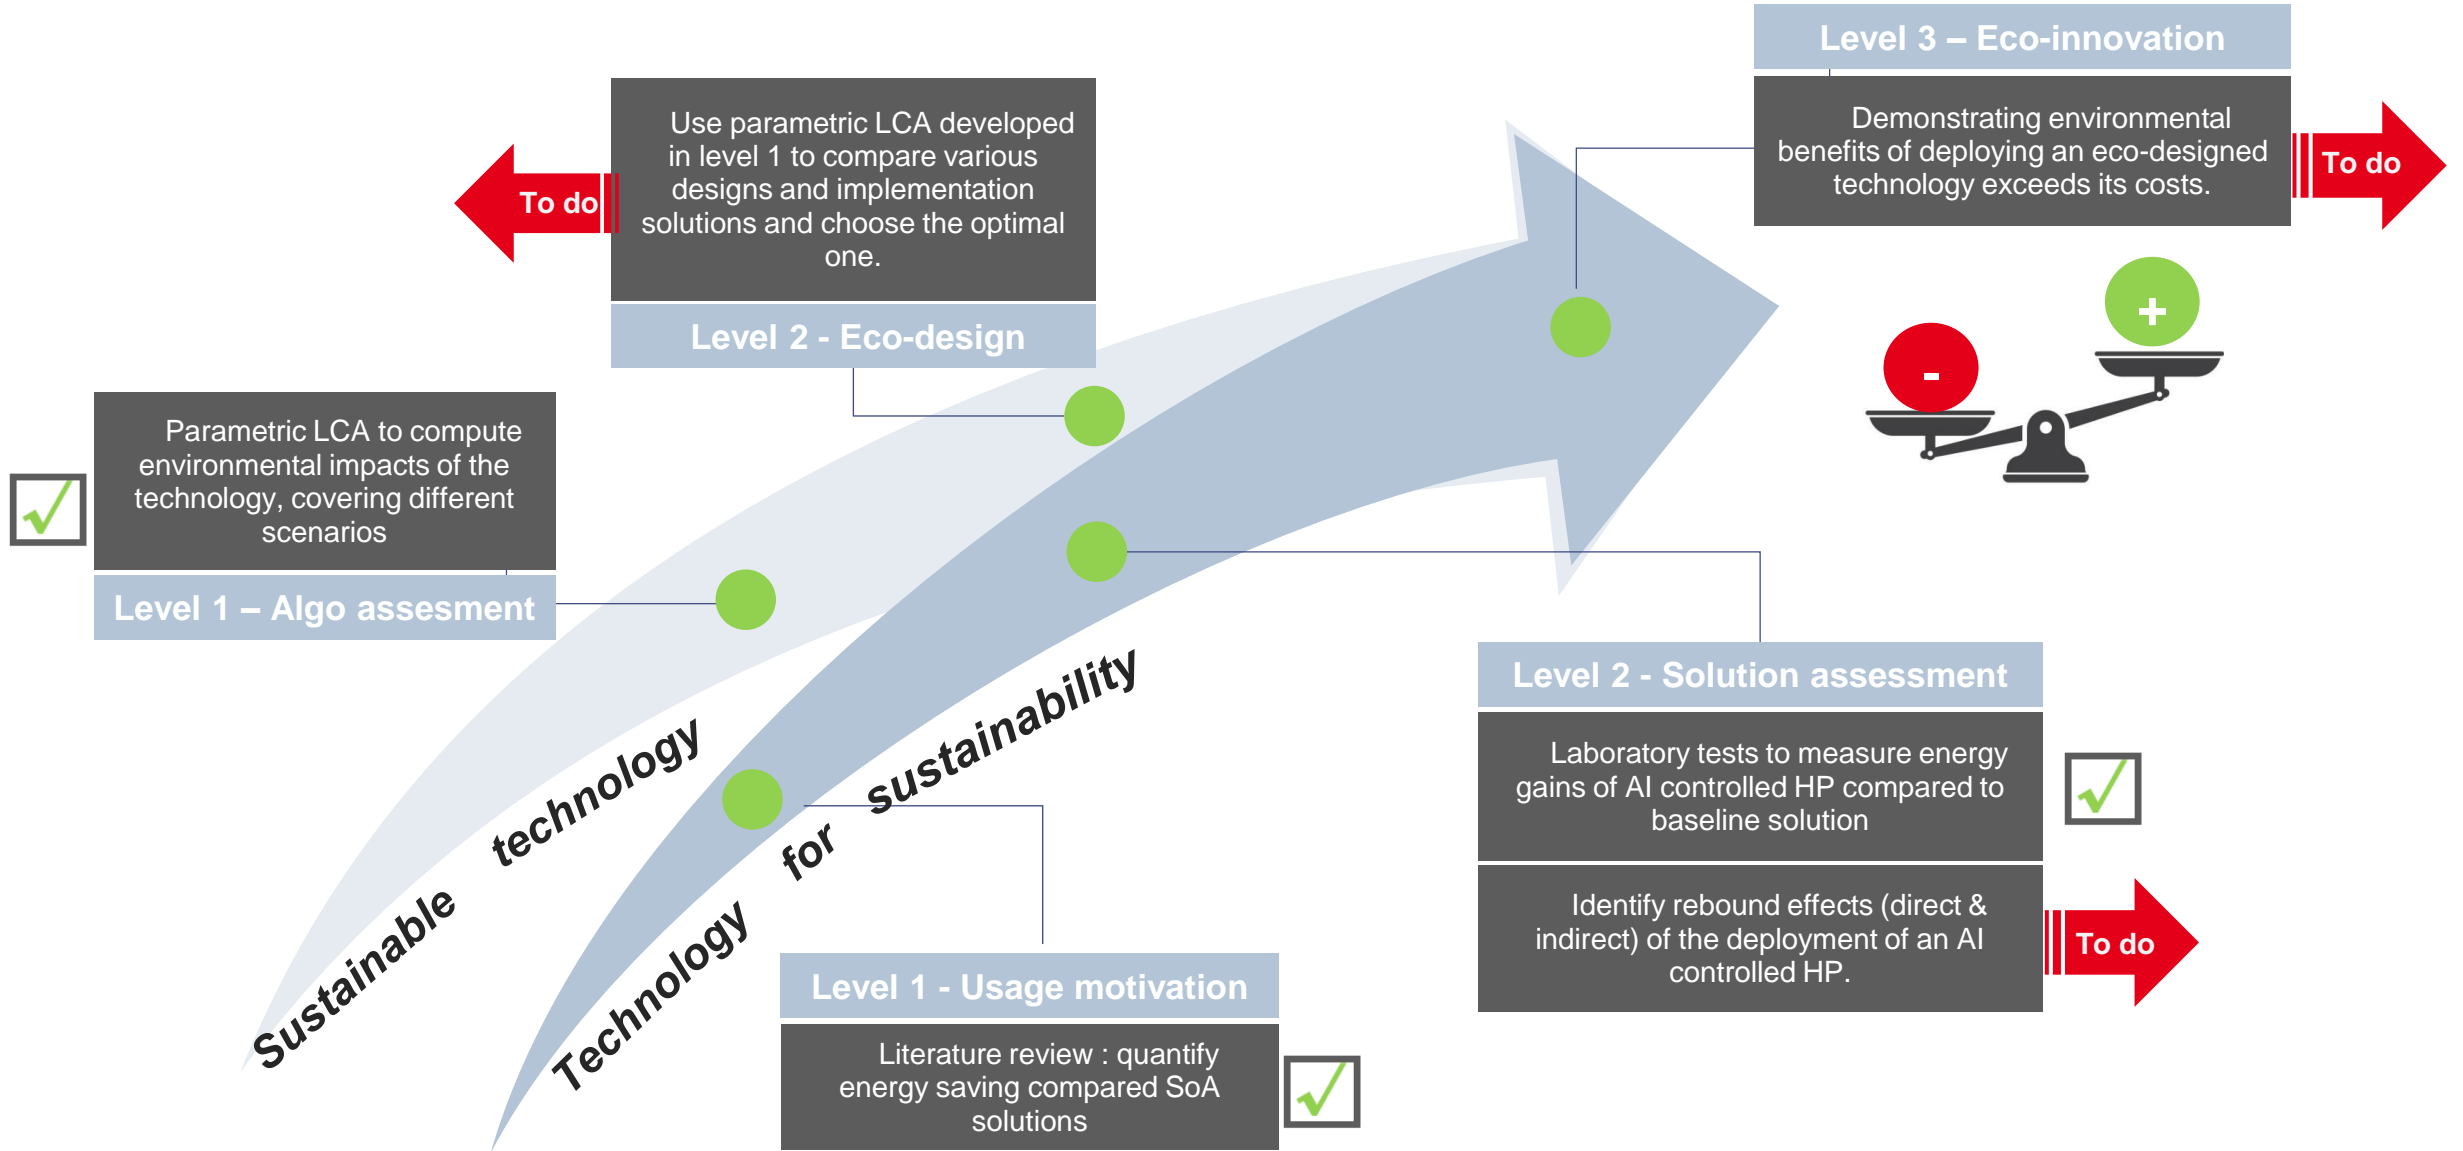 Level 3 – Eco-innovation
Demonstrating environmental
benefits of deploying an eco-designed
technology exceeds its costs.
To do
Use parametric LCA developed
in level 1 to compare various
designs and implementation
solutions and choose the optimal
one.
To do
Level 2 - Eco-design
+
-
Parametric LCA to compute
environmental impacts of the
technology, covering different
scenarios
Level 1 – Algo assesment
Sustainable technology
Technology for sustainability
Level 2 - Solution assessment
Laboratory tests to measure energy
gains of AI controlled HP compared to
baseline solution
Identify rebound effects (direct &
indirect) of the deployment of an AI
controlled HP.
To do
Level 1 - Usage motivation
Literature review : quantify
energy saving compared SoA
solutions